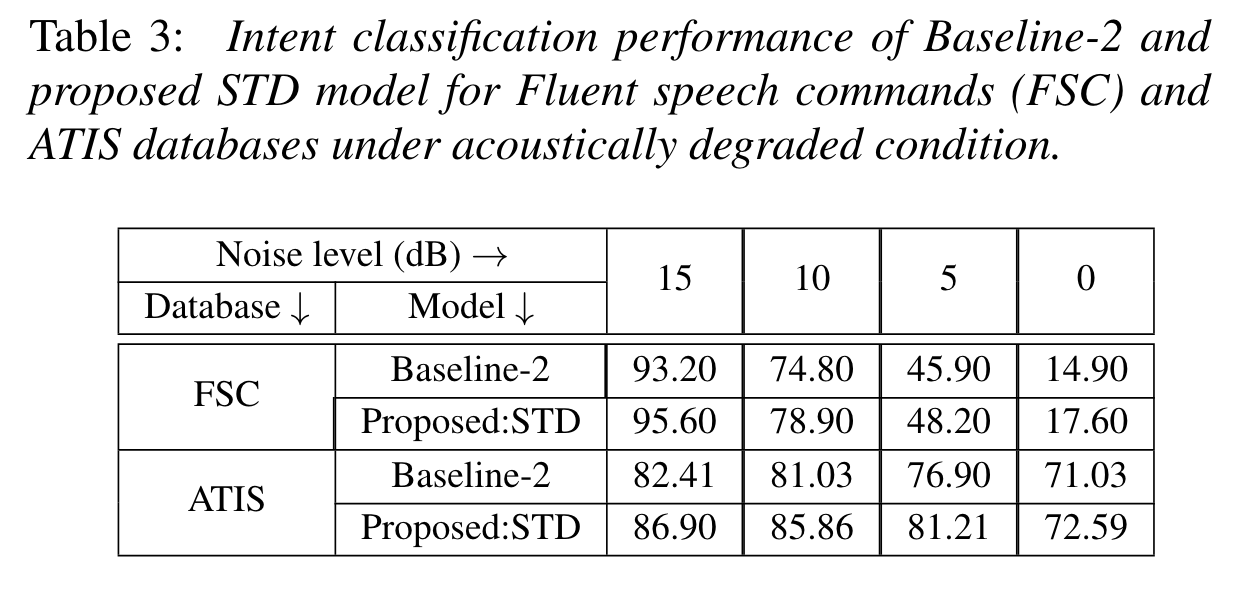 Table 3: Intent classification performance of Baseline-2 and
proposed STD model for Fluent speech commands (FSC) and
ATIS databases under acoustically degraded condition.
Noise level (dB) → 15 10 5 0
Database ↓ Model ↓
FSC Baseline-2 93.20 74.80 45.90 14.90
Proposed:STD 95.60 78.90 48.20 17.60
ATIS Baseline-2 82.41 81.03 76.90 71.03
Proposed:STD 86.90 85.86 81.21 72.59